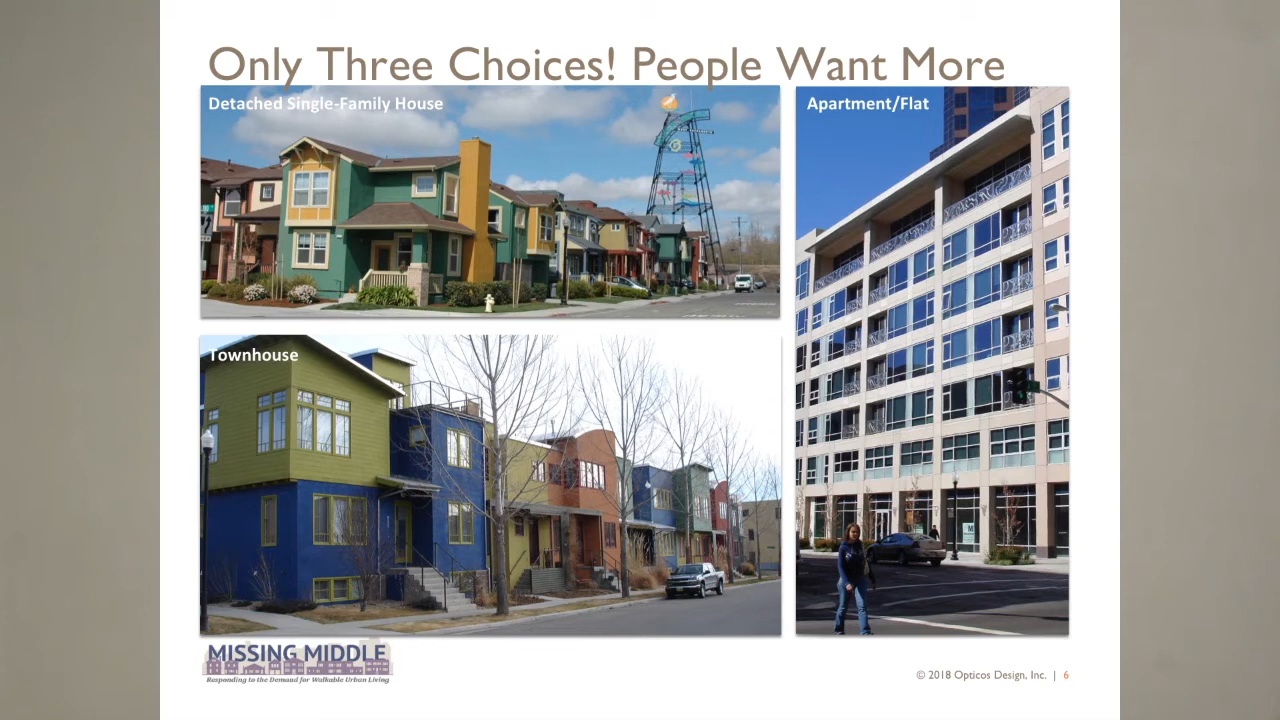 Only Three Choices! People Want More
Detached Single-Family House
Apartment/Flat
Townhouse
MISSING MIDDLE
Responding to the Demand for Walkable Urban Living
© 2018 Opticos Design, Inc. | 6